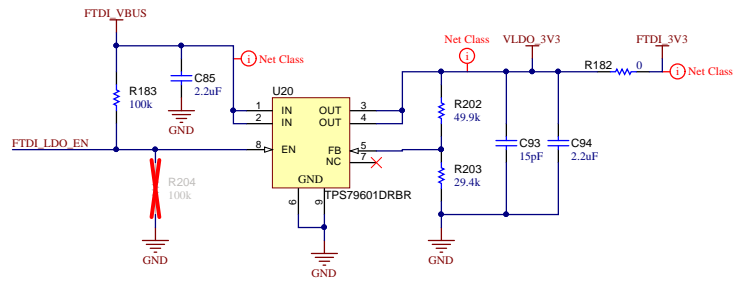 FTDI_VBUS
VLDO_3V3
FTDI_3V3
Net Class
R182
0
Net Class
Net Class
C85
2.2uF
R183
100k
GND
U20
1
IN
OUT
3
2
IN
OUT
4
R202
49.9k
FTDI_LDO_EN
8
EN
FB
5
NC
7
C93
15pF
C94
2.2uF
R203
29.4k
R204
100k
GND
TPS79601DRBR
6
9
GND
GND
GND